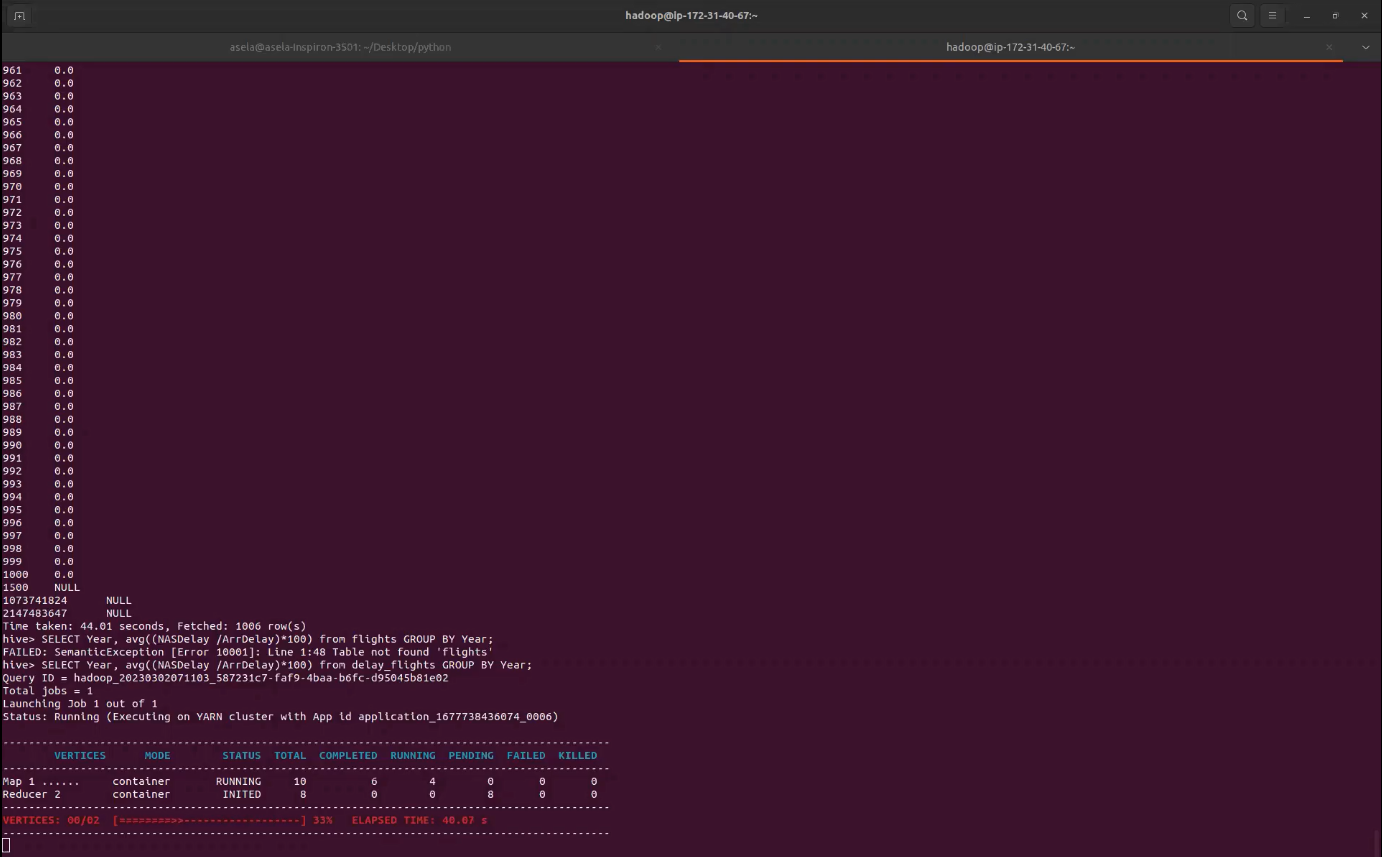 hadoop@ip-172-31-40-67:~
asela@asela-Inspiron-3501: ~/Desktop/python
hadoop@ip-172-31-40-67:~
961 0.0
962 0.0
963 0.0
964 0.0
965 0.0
966 0.0
967 0.0
968 0.0
969 0.0
970 0.0
971 0.0
972 0.0
973 0.0
974 0.0
975 0.0
976 0.0
977 0.0
978 0.0
979 0.0
980 0.0
981 0.0
982 0.0
983 0.0
984 0.0
985 0.0
986 0.0
987 0.0
988 0.0
989 0.0
990 0.0
991 0.0
992 0.0
993 0.0
994 0.0
995 0.0
996 0.0
997 0.0
998 0.0
999 0.0
1000 0.0
1500 NULL
1073741824 NULL
2147483647 NULL
Time taken: 44.01 seconds, Fetched: 1006 row(s)
hive> SELECT Year, avg((NASDelay /ArrDelay)*100) from flights GROUP BY Year;
FAILED: SemanticException [Error 10001]: Line 1:48 Table not found 'flights'
hive> SELECT Year, avg((NASDelay /ArrDelay)*100) from delay_flights GROUP BY Year;
Query ID = hadoop_20230302071103_587231c7-faf9-4baa-b6fc-d95045b81e02
Total jobs = 1
Launching Job 1 out of 1
Status: Running (Executing on YARN cluster with App id application_1677738436074_0006)
----------------------------------------------------------------------------------------------
VERTICES MODE STATUS TOTAL COMPLETED RUNNING PENDING FAILED KILLED
----------------------------------------------------------------------------------------------
Map 1 ...... container RUNNING 10 6 4 0 0 0
Reducer 2 container INITED 8 0 0 8 0 0
----------------------------------------------------------------------------------------------
VERTICES: 00/02 [========>>------------------] 33% ELAPSED TIME: 40.07 s
----------------------------------------------------------------------------------------------